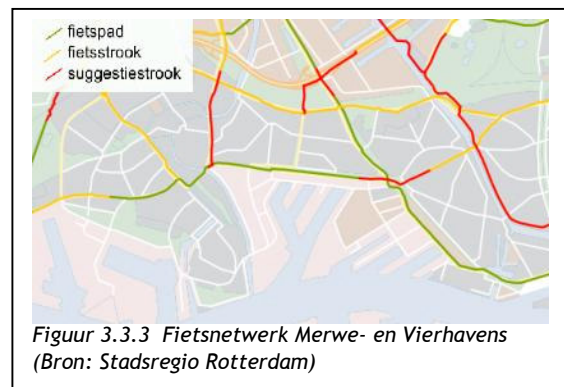 fietspad
fietsstrook
suggestiestrook
Figuur 3.3.3 Fietsnetwerk Merwe- en Vierhavens
(Bron: Stadsregio Rotterdam)